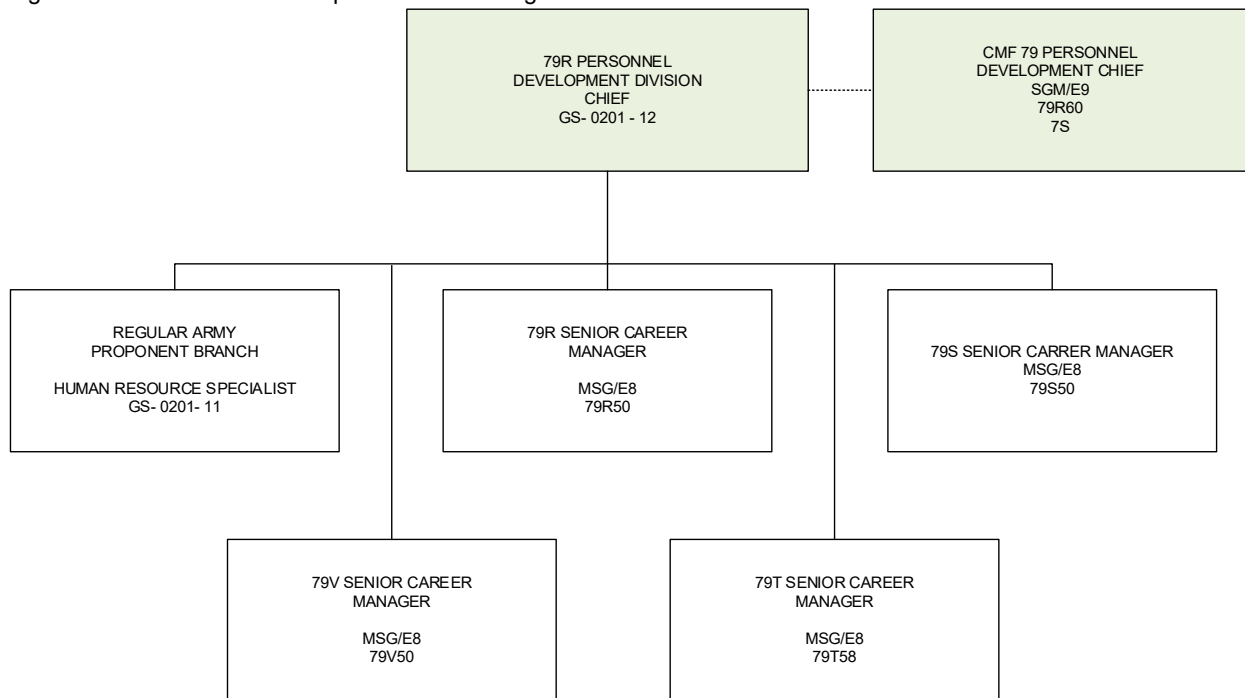 79R PERSONNEL
DEVELOPMENT DIVISION
CHIEF
GS- 0201 - 12
CMF 79 PERSONNEL
DEVELOPMENT CHIEF
SGM/E9
79R60
7S
REGULAR ARMY
PROPONENT BRANCH
HUMAN RESOURCE SPECIALIST
GS- 0201- 11
79R SENIOR CAREER
MANAGER
MSG/E8
79R50
79S SENIOR CARRER MANAGER
MSG/E8
79S50
79V SENIOR CAREER
MANAGER
MSG/E8
79V50
79T SENIOR CAREER
MANAGER
MSG/E8
79T58